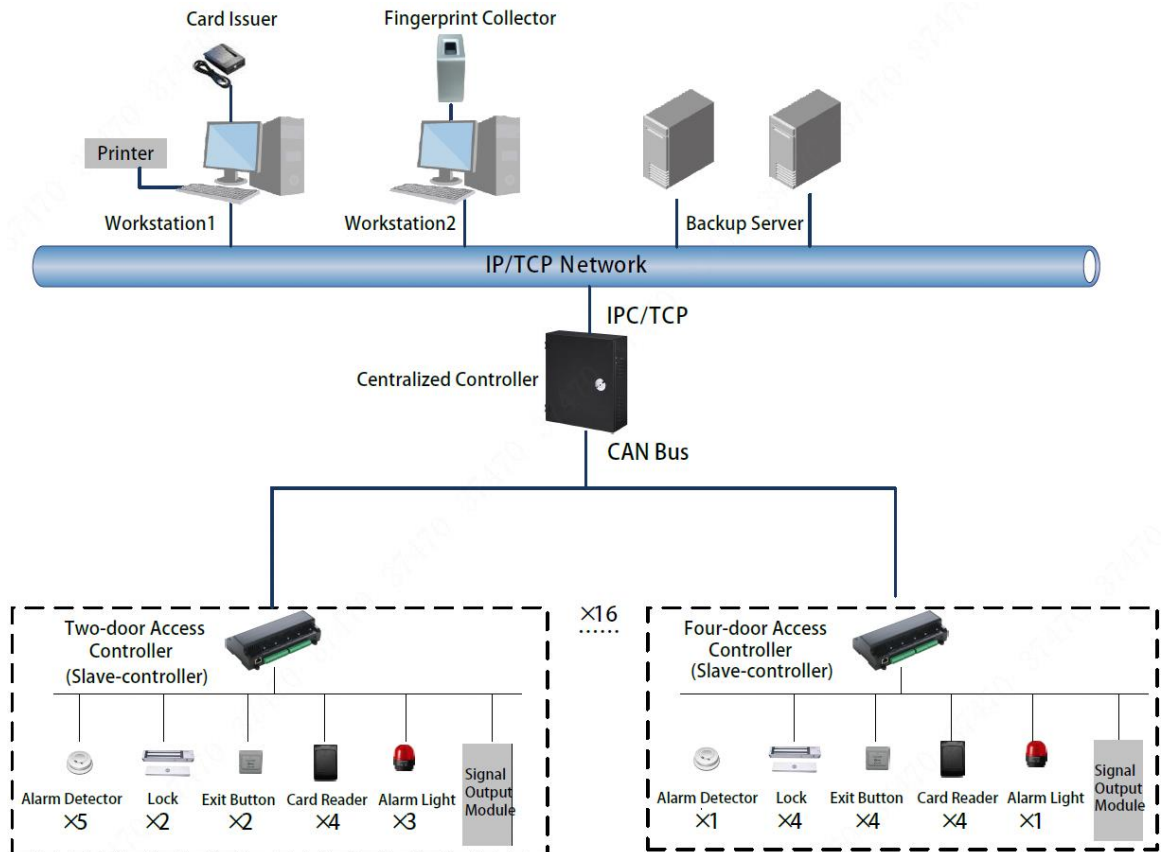 Card Issuer
Fingerprint Collector
Printer
Workstation1
Workstation2
Backup Server
IP/TCP Network
IPC/TCP
Centralized Controller
CAN Bus
×16
Two-door Access
Controller
(Slave-controller)
Alarm Detector
×5
Lock
×2
Exit Button
×2
Card Reader
×4
Alarm Light
×3
Signal
Output
Module
Four-door Access
Controller
(Slave-controller)
Alarm Detector
×1
Lock
×4
Exit Button
×4
Card Reader
×4
Alarm Light
×1
Signal
Output
Module